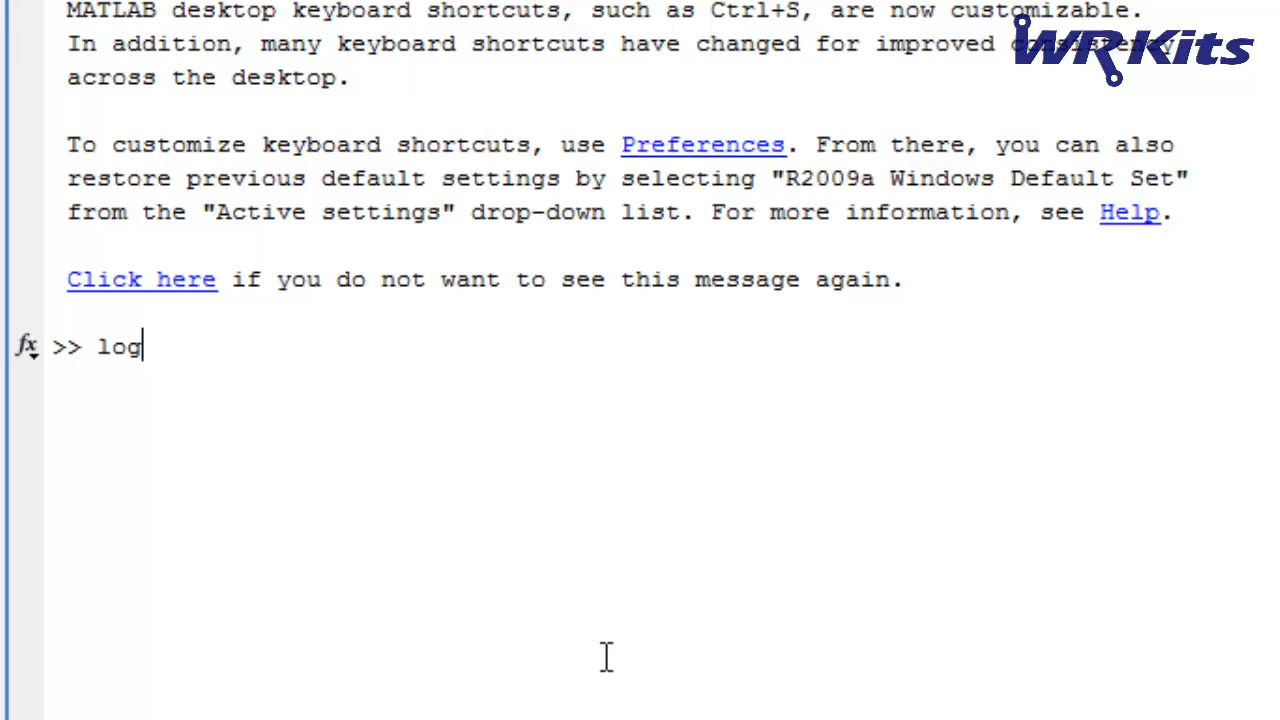 MATLAB desktop keyboard shortcuts, such as Ctrl+S, are now customizable.
In addition, many keyboard shortcuts have changed for improved consistency
across the desktop.
WRKits
To customize keyboard shortcuts, use Preferences. From there, you can also
restore previous default settings by selecting "R2009a Windows Default Set"
from the "Active settings" drop-down list. For more information, see Help.
Click here if you do not want to see this message again.
fx >> log